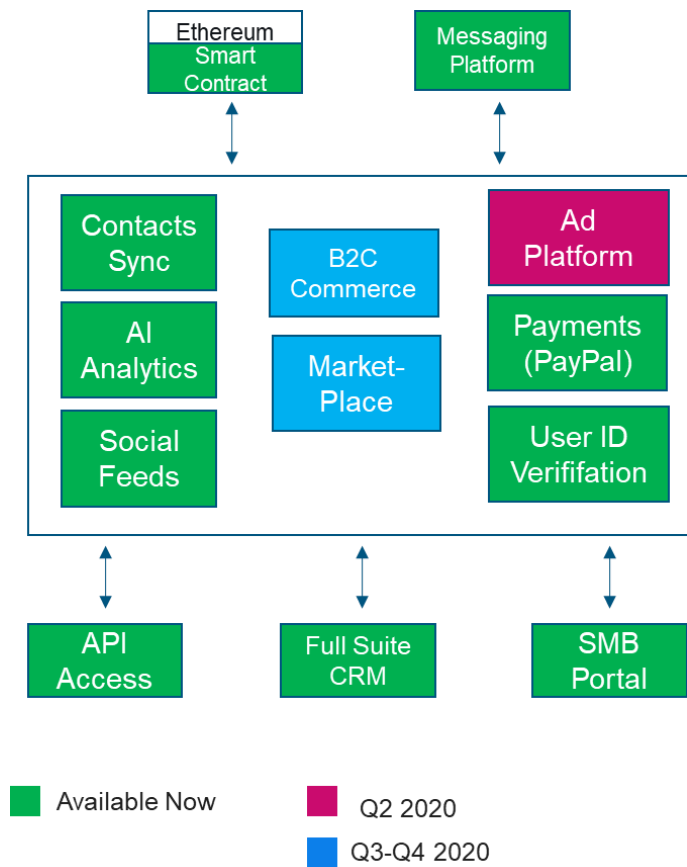 Ethereum
Smart
Contract
Messaging
Platform
Contacts
Sync
AI
Analytics
Social
Feeds
B2C
Commerce
Market-
Place
Ad
Platform
Payments
(PayPal)
User ID
Verififation
API
Access
Full Suite
CRM
SMB
Portal
Available Now
Q2 2020
Q3-Q4 2020